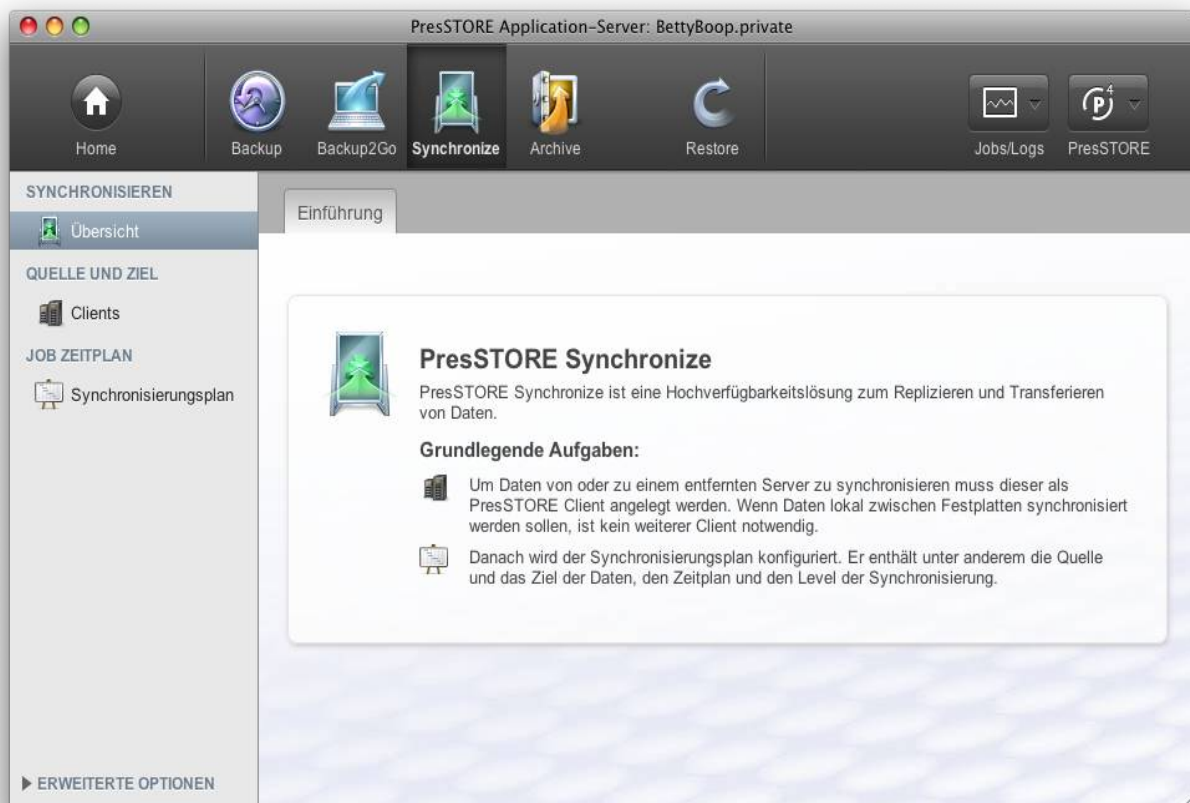 PresSTORE Application-Server: BettyBoop.private
Home
Backup
Backup2Go
Synchronize
Archive
Restore
Jobs/Logs
P4
PresSTORE
SYNCHRONISIEREN
Übersicht
QUELLE UND ZIEL
Clients
JOB ZEITPLAN
Synchronisierungsplan
ERWEITERTE OPTIONEN
Einführung
PresSTORE Synchronize
PresSTORE Synchronize ist eine Hochverfügbarkeitslösung zum Replizieren und Transferieren
von Daten.
Grundlegende Aufgaben:
Um Daten von oder zu einem entfernten Server zu synchronisieren muss dieser als
PresSTORE Client angelegt werden. Wenn Daten lokal zwischen Festplatten synchronisiert
werden sollen, ist kein weiterer Client notwendig.
Danach wird der Synchronisierungsplan konfiguriert. Er enthält unter anderem die Quelle
und das Ziel der Daten, den Zeitplan und den Level der Synchronisierung.